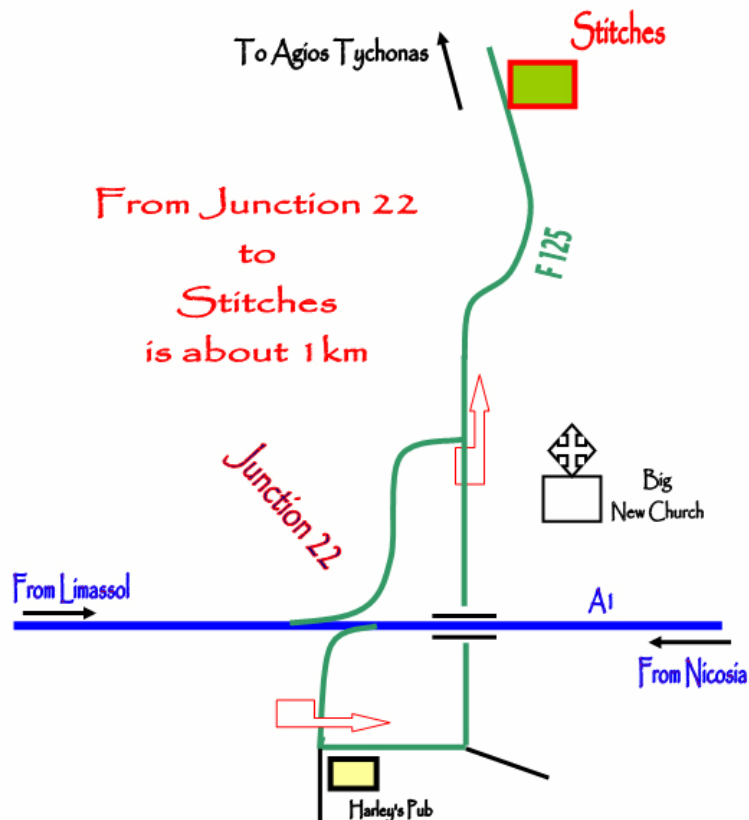 Stitches
To Agios Tychonas
From Junction 22
to
Stitches
is about 1km
F 125
Junction 22
Big
New Church
From Limassol
A1
From Nicosia
Harley's Pub